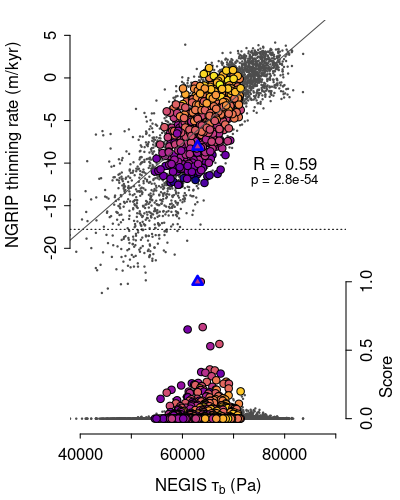 5
0
-5
-10
-15
-20
NGRIP thinning rate (m/kyr)
R = 0.59
p = 2.8e-54
1.0
0.5
0.0
Score
40000 60000 80000
NEGIS τb (Pa)